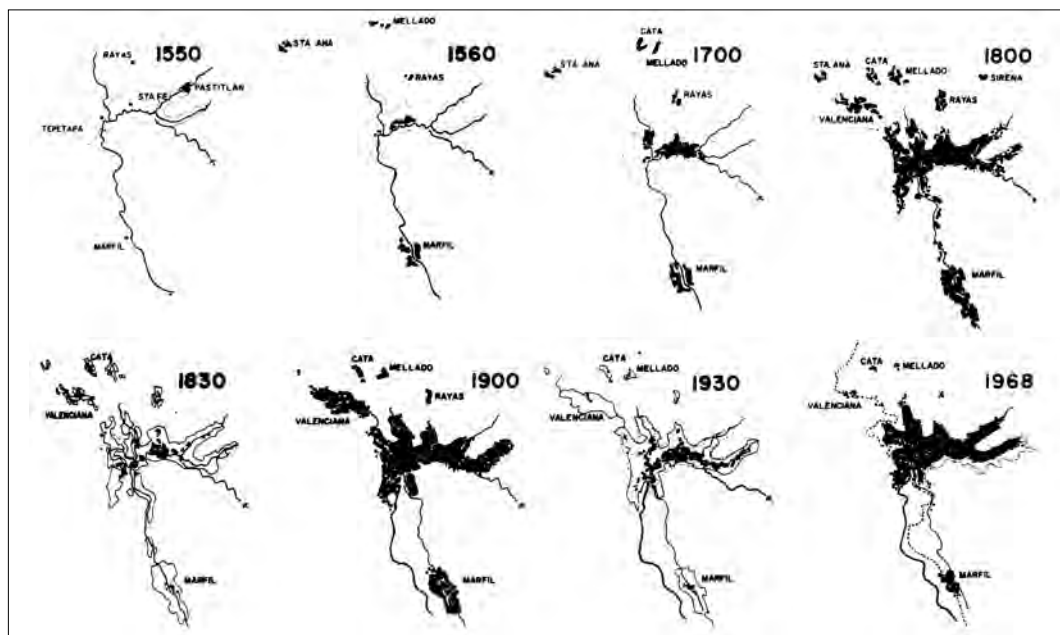 1550
RAYAS
STA FE
PASTITLÁN
TEPETAPA
MARFIL
1560
MELLADO
STA ANA
RAYAS
MARFIL
1700
CATA
STA ANA
MELLADO
RAYAS
MARFIL
1800
STA. ANA
CATA
MELLADO
SIRENA
VALENCIANA
RAYAS
MARFIL
1830
CATA
VALENCIANA
MARFIL
1900
CATA
MELLADO
RAYAS
VALENCIANA
MARFIL
1930
CATA
MELLADO
VALENCIANA
MARFIL
1968
CATA
MELLADO
VALENCIANA
MARFIL